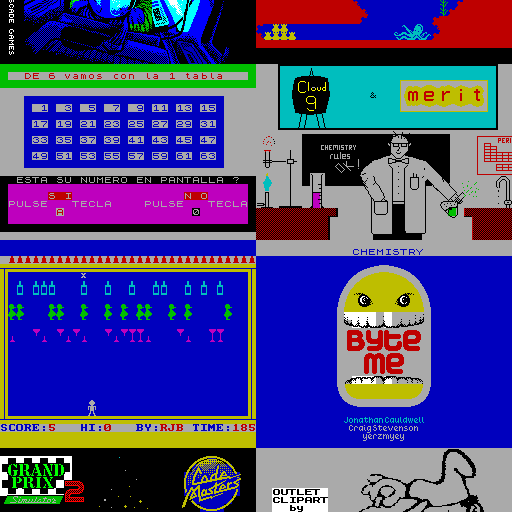 CADE GAMES
DE 6 vamos con la 1 tabla
1 3 5 7 9 11 13 15
17 19 21 23 25 27 29 31
33 35 37 39 41 43 45 47
49 51 53 55 57 59 61 63
ESTA SU NUMERO EN PANTALLA ?
S I N O
PULSE TECLA PULSE TECLA
A 0
Cloud 9
&
merit
CHEMISTRY
rules
OK!
PERI
CHEMISTRY
x
SCORE:5 HI:0 BY:RJB TIME:185
Byte
me
Jonathan Cauldwell
Craig Stevenson
yerzmyey
GRAND
PRIX
Simulator 2
Code
Masters
OUTLET
CLIPART
by